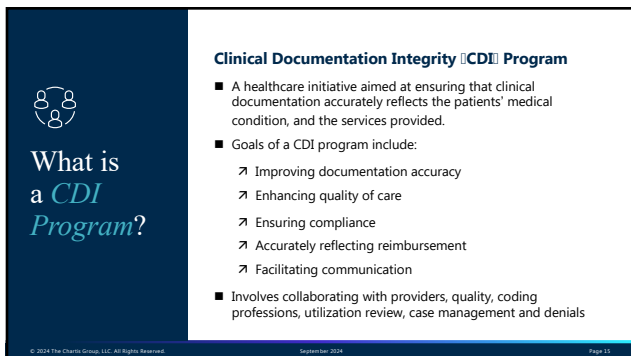 What is
a CDI
Program?
Clinical Documentation Integrity (CDI) Program
A healthcare initiative aimed at ensuring that clinical
documentation accurately reflects the patients' medical
condition, and the services provided.
Goals of a CDI program include:
Improving documentation accuracy
Enhancing quality of care
Ensuring compliance
Accurately reflecting reimbursement
Facilitating communication
Involves collaborating with providers, quality, coding
professions, utilization review, case management and denials
© 2024 The Chartis Group, LLC. All Rights Reserved.
September 2024
Page 15